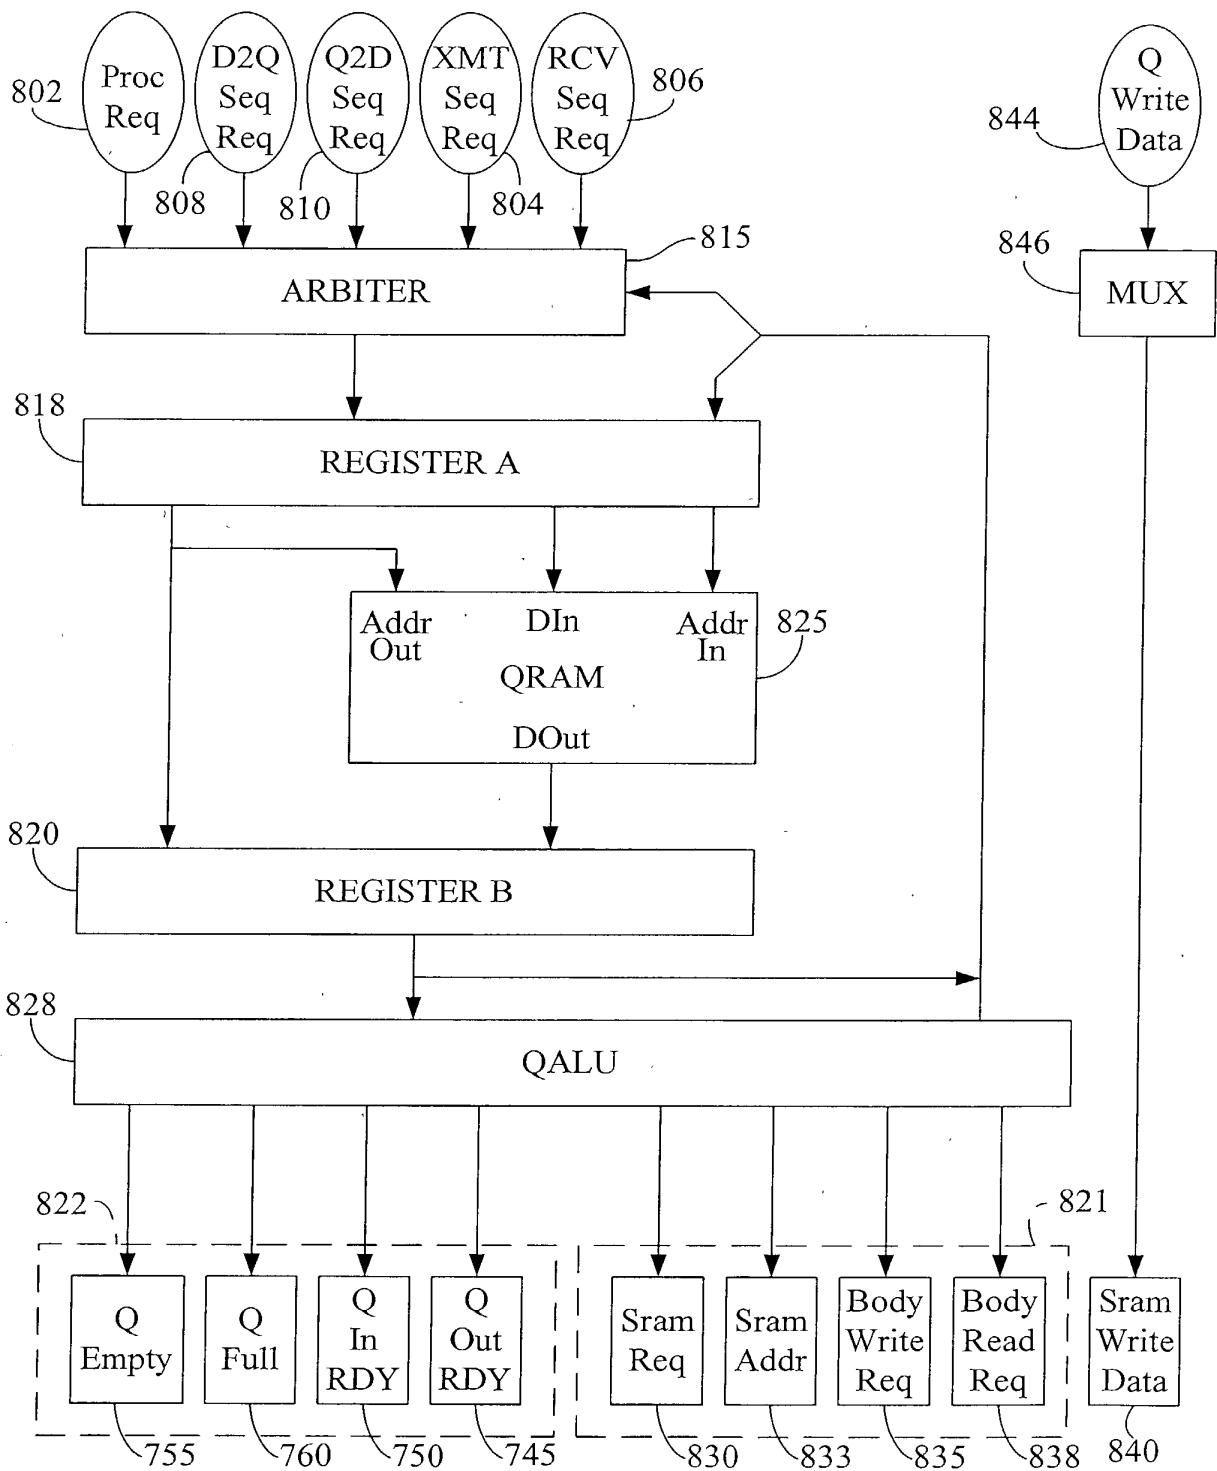 Proc
Req
D2Q
Seq
Req
Q2D
Seq
Req
XMT
Seq
Req
RCV
Seq
Req
Q
Write
Data
802
808
810
804
806
844
815
846
ARBITER
MUX
818
REGISTER A
Addr
Out
DIn
Addr
In
825
QRAM
DOut
820
REGISTER B
828
QALU
822
821
Q
Empty
Q
Full
Q
In
RDY
Q
Out
RDY
Sram
Req
Sram
Addr
Body
Write
Req
Body
Read
Req
Sram
Write
Data
755
760
750
745
830
833
835
838
840